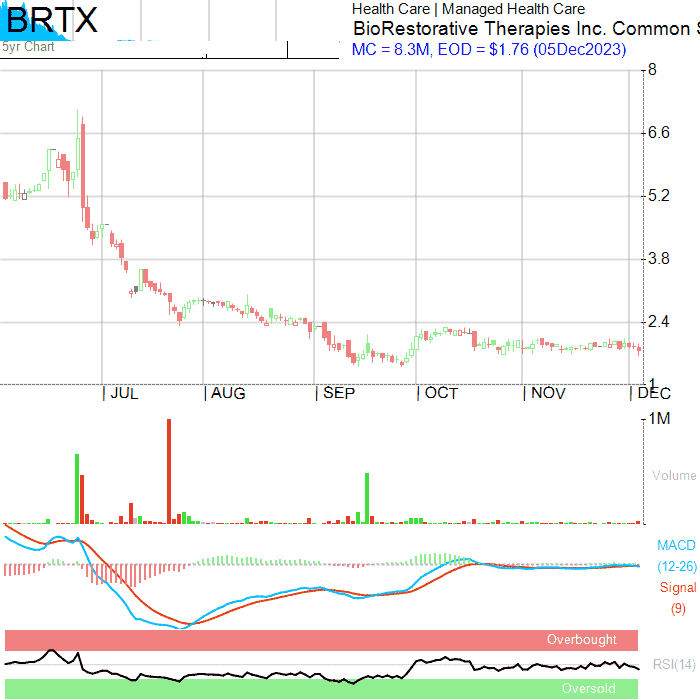 BRTX
5yr Chart
Health Care | Managed Health Care
BioRestorative Therapies Inc. Common S
MC = 8.3M, EOD = $1.76 (05Dec2023)
8
6.6
5.2
3.8
2.4
1
JUL AUG SEP OCT NOV DEC
1M
Volume
MACD
(12-26)
Signal
(9)
Overbought
RSI(14)
Oversold